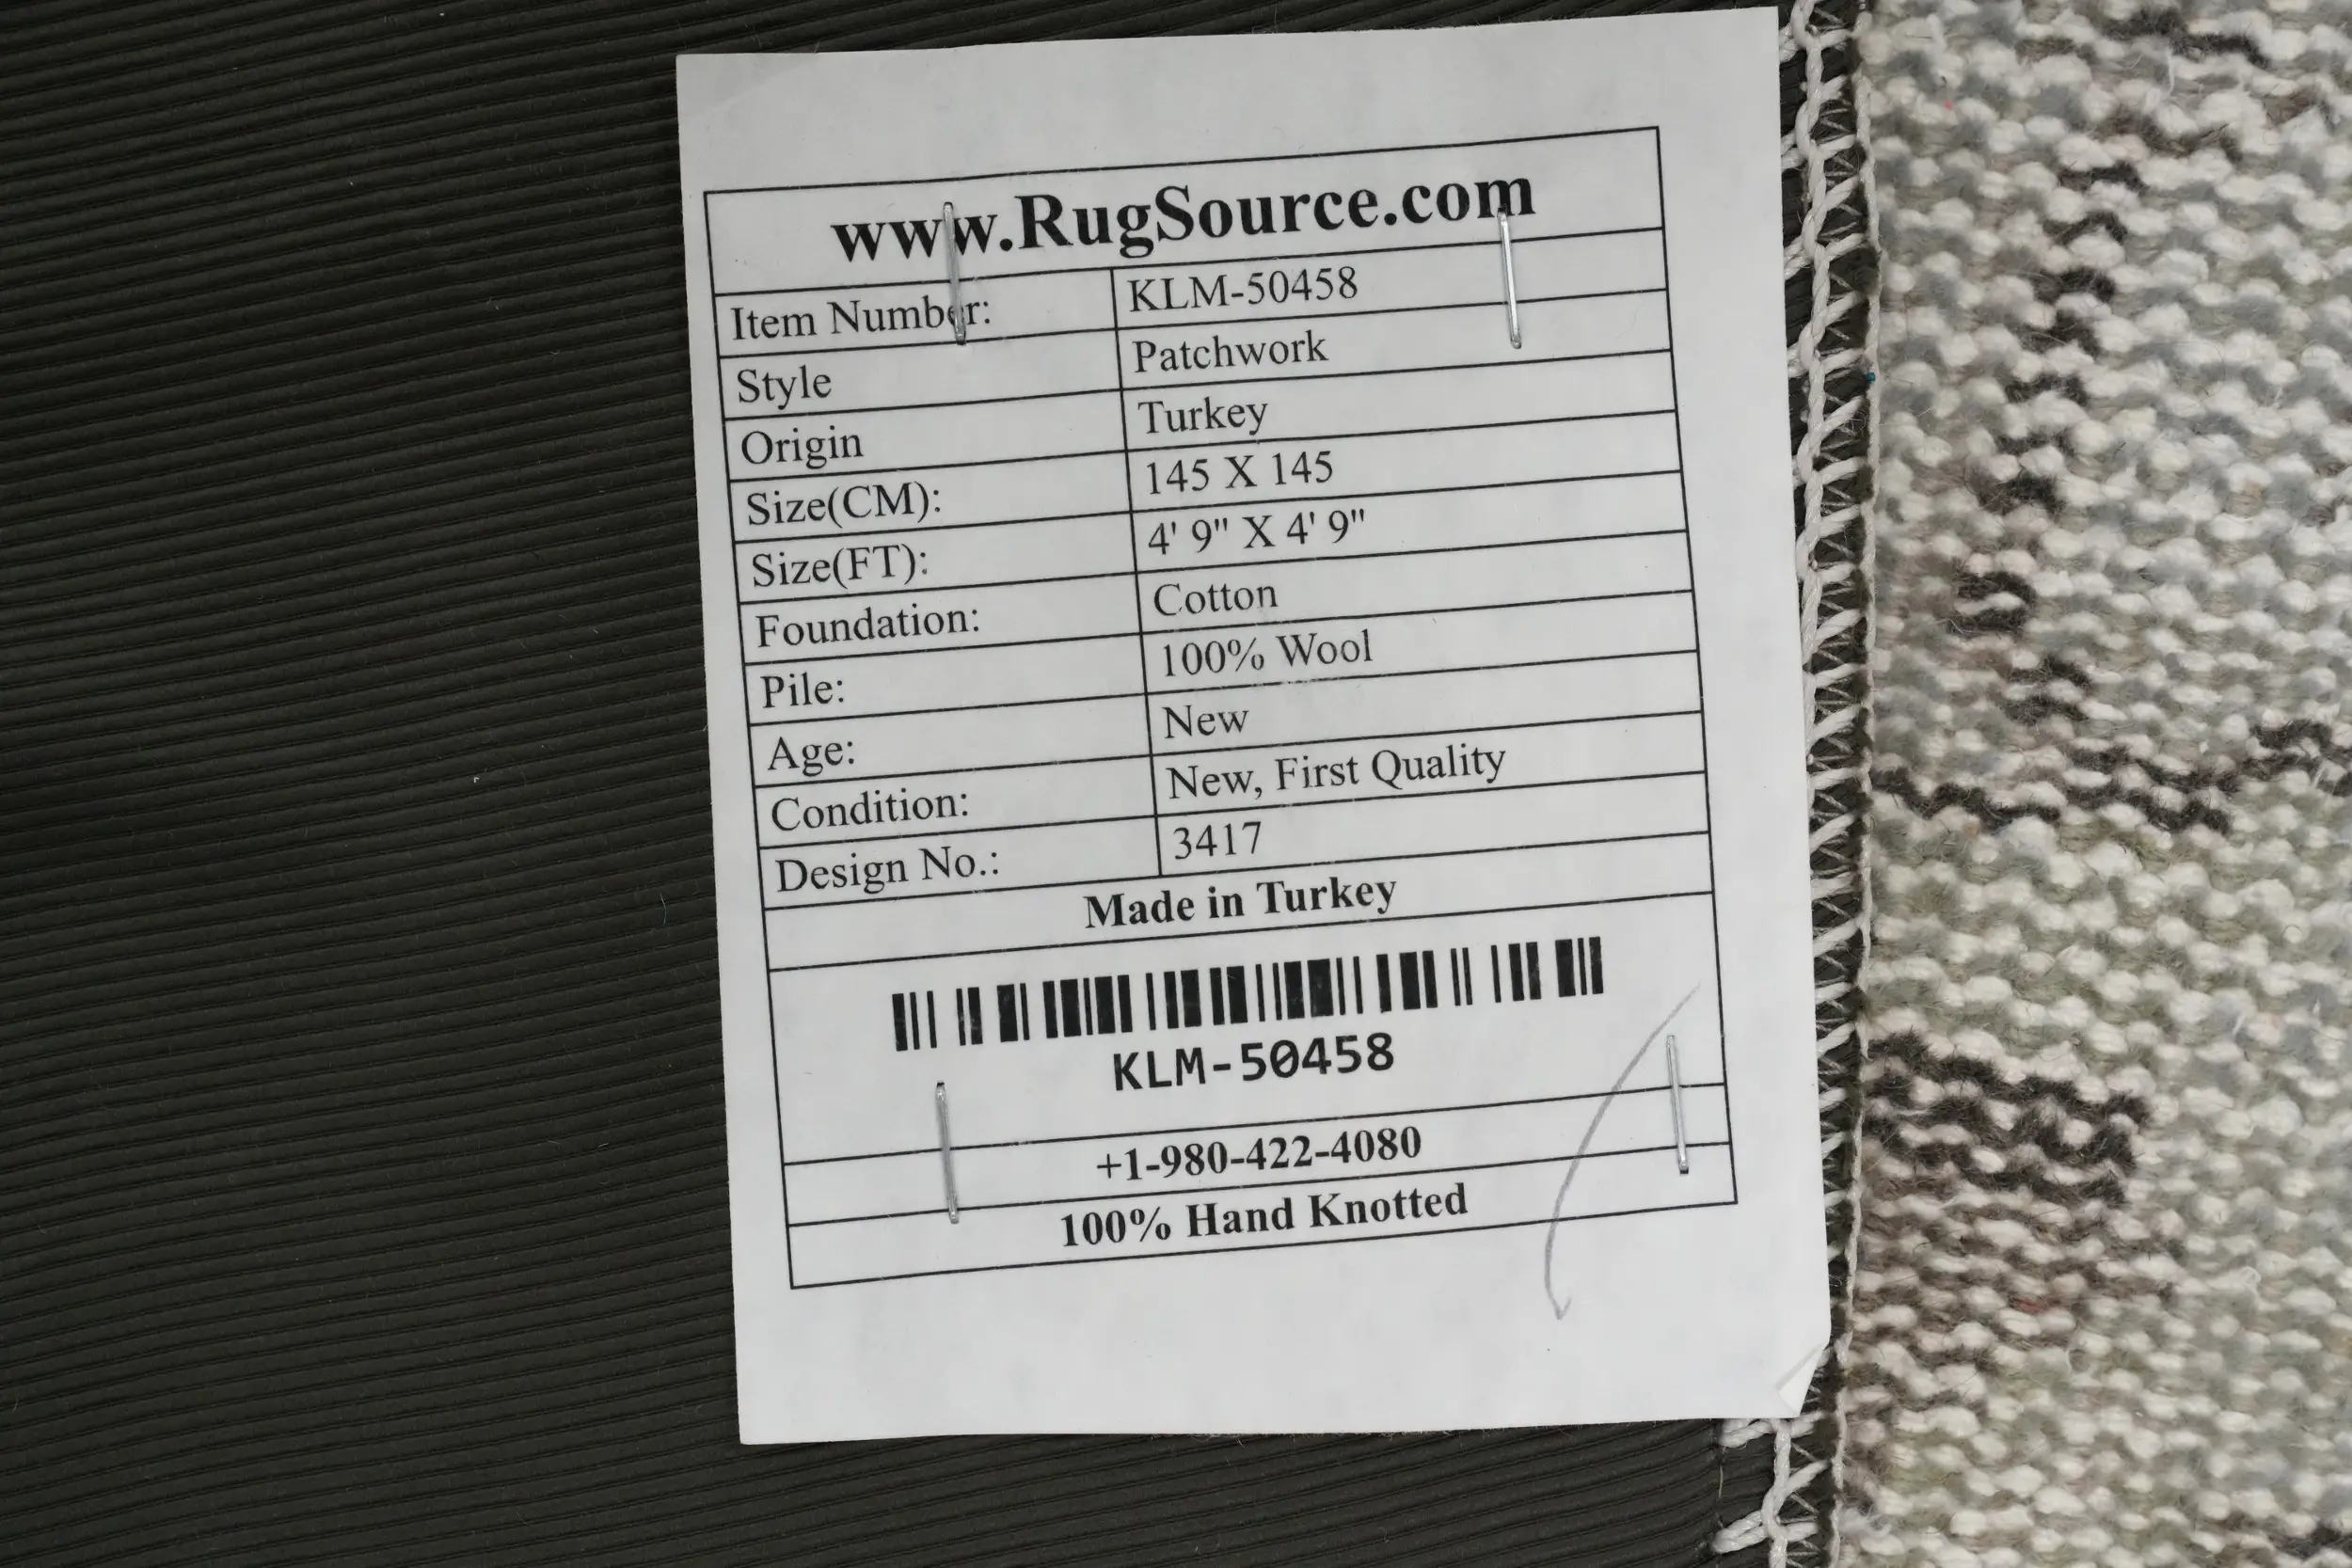 www.RugSource.com
Item Number: KLM-50458
Style Patchwork
Origin Turkey
Size(CM): 145 X 145
Size(FT): 4' 9" X 4' 9"
Foundation: Cotton
Pile: 100% Wool
Age: New
Condition: New, First Quality
Design No.: 3417
Made in Turkey
KLM-50458
+1-980-422-4080
100% Hand Knotted